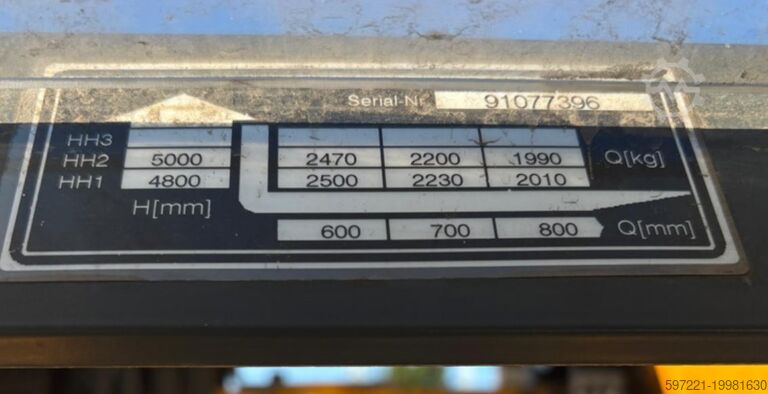 Serial-Nr 91077396
HH3
HH2 5000 2470 2200 1990 Q[kg]
HH1 4800 2500 2230 2010
H[mm]
600 700 800 Q[mm]
597221-19981630